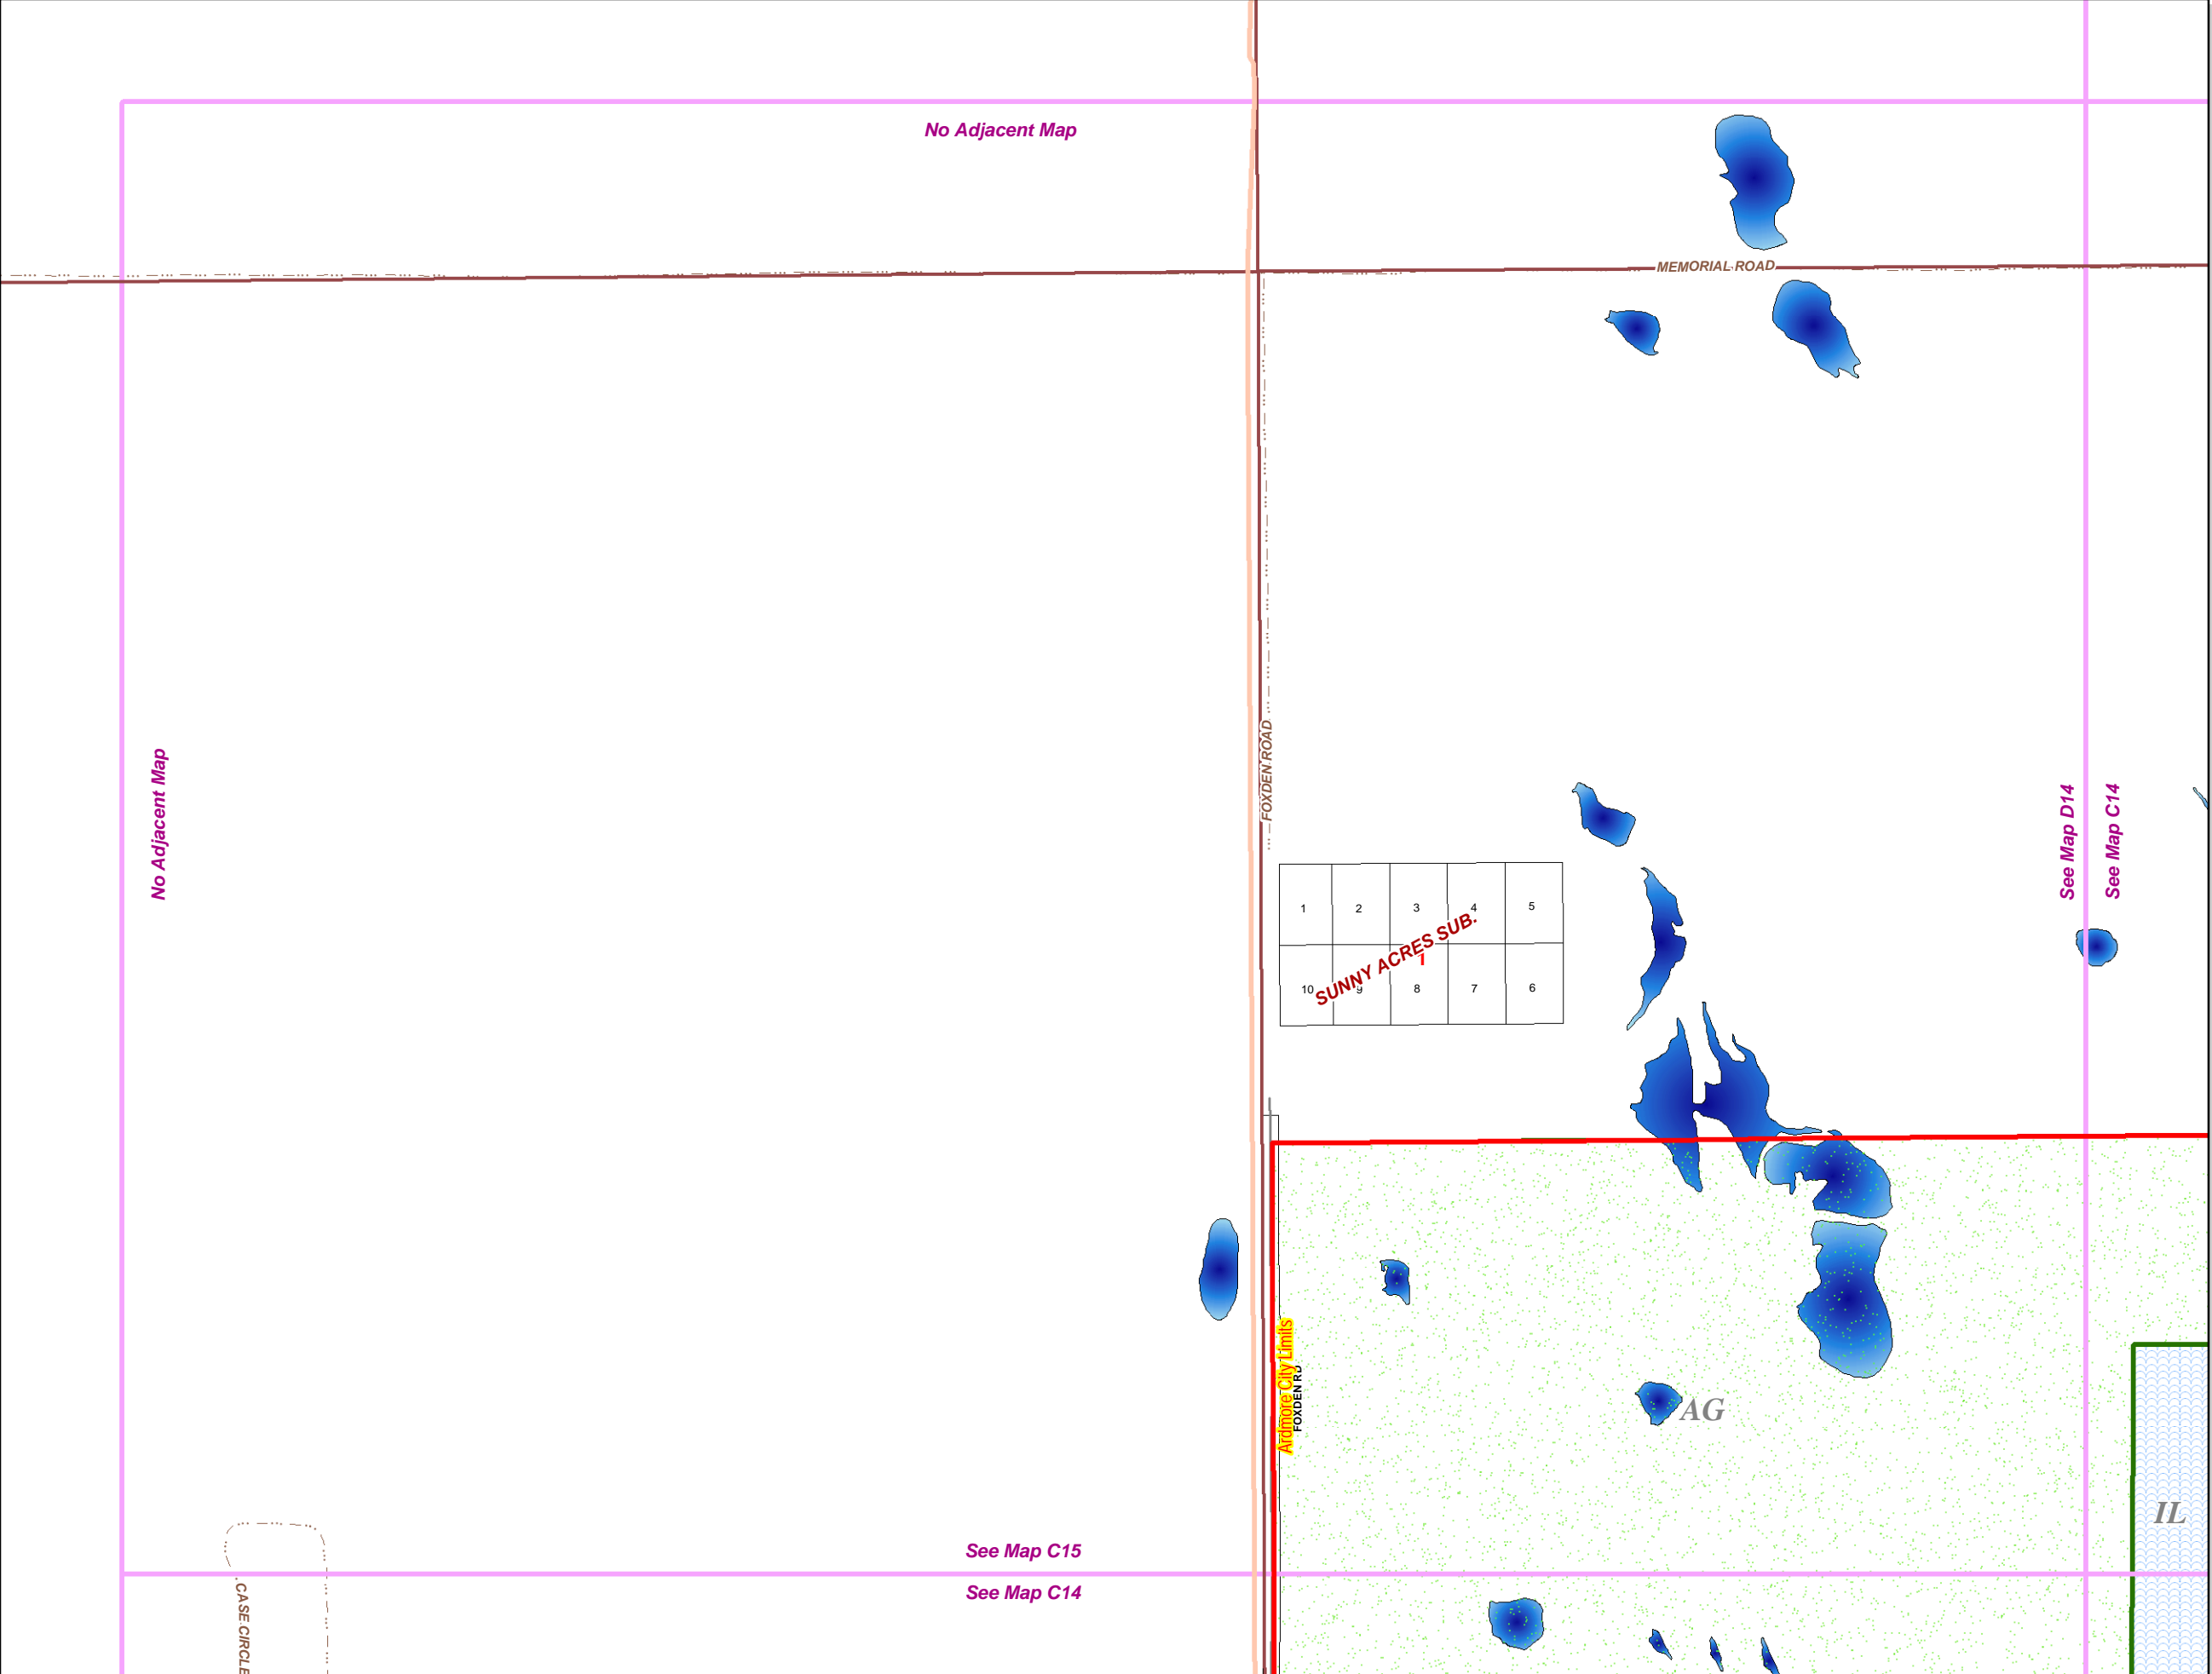 No Adjacent Map
MEMORIAL ROAD
FOXDEN ROAD
No Adjacent Map
See Map D14
See Map C14
1
2
3
4
5
SUNNY ACRES SUB.
1
10
9
8
7
6
Ardmore City Limits
FOXDEN RD
AG
IL
See Map C15
See Map C14
CASE CIRCLE